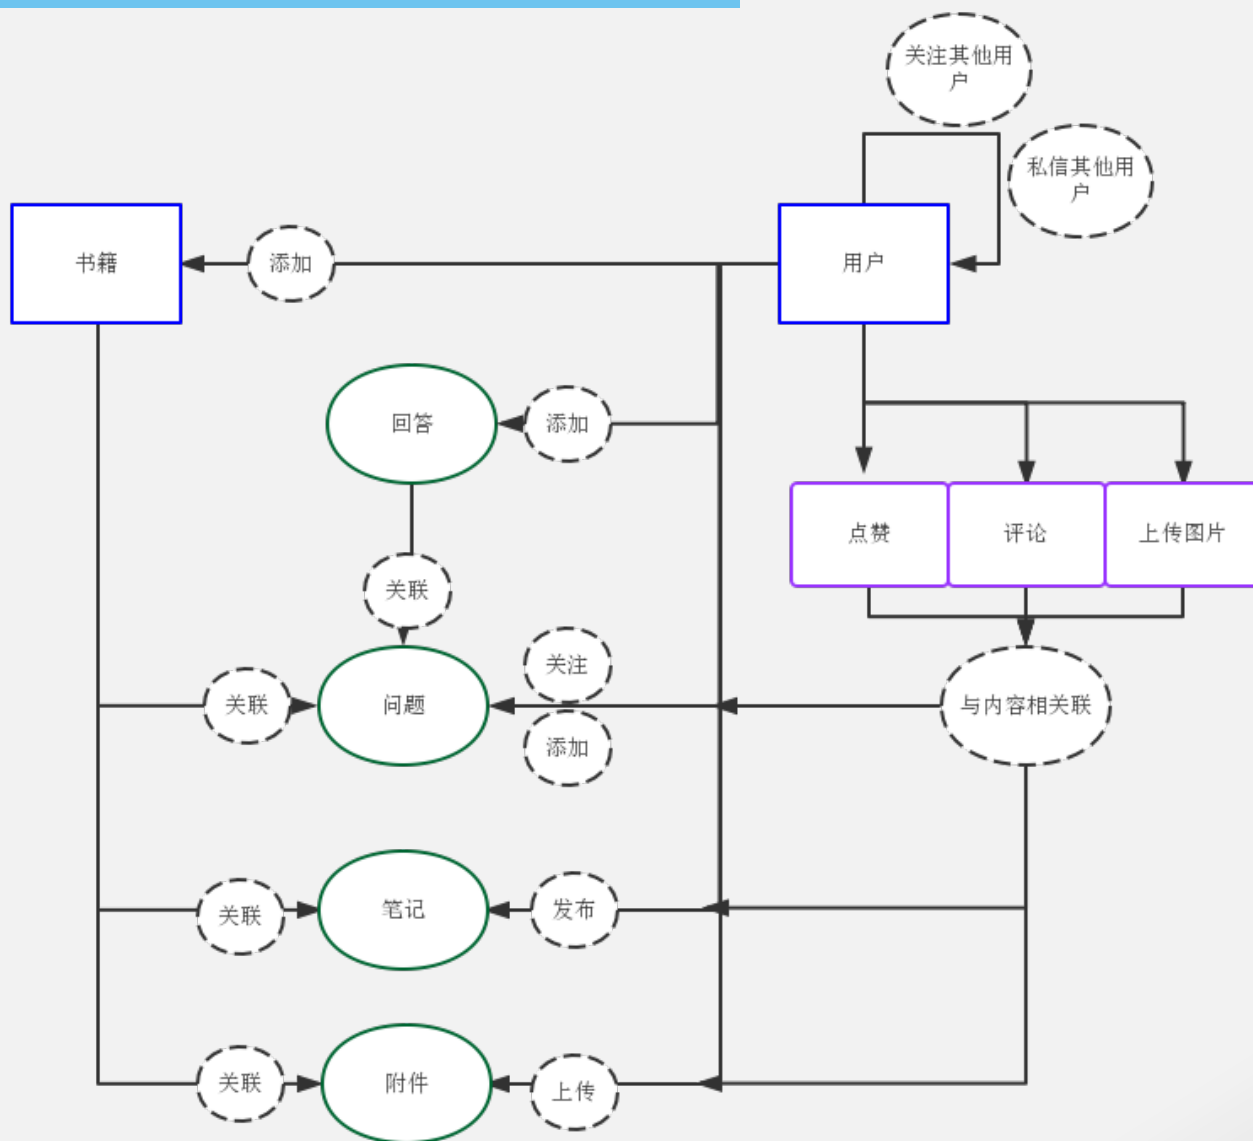 关注其他用
户
私信其他用
户
书籍
添加
用户
回答
添加
点赞
评论
上传图片
关联
关注
关联
问题
与内容相关联
添加
关联
笔记
发布
关联
附件
上传